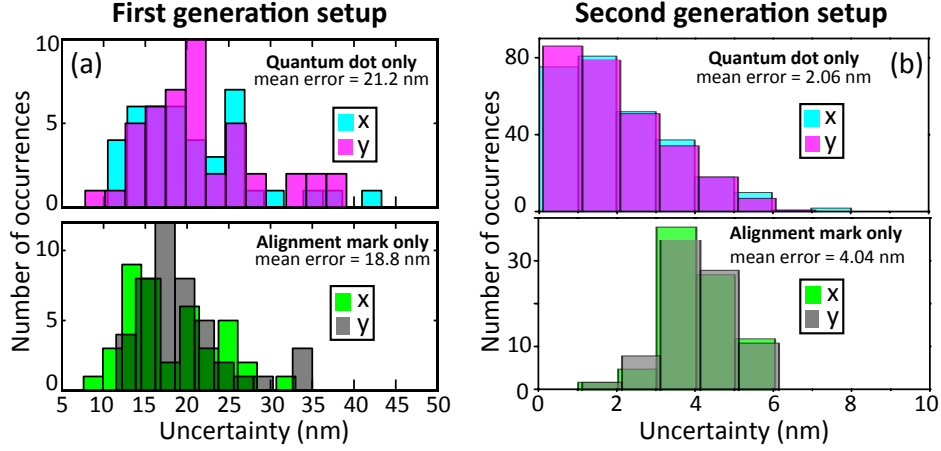 First generation setup
Second generation setup
(a)
Quantum dot only
mean error = 21.2 nm
x
y
10
5
0
Alignment mark only
mean error = 18.8 nm
x
y
10
5
0
Number of occurrences
5 10 15 20 25 30 35 40 45 50
Uncertainty (nm)
(b)
Quantum dot only
mean error = 2.06 nm
x
y
80
40
0
Alignment mark only
mean error = 4.04 nm
x
y
30
10
0
Number of occurrences
0 2 4 6 8 10
Uncertainty (nm)